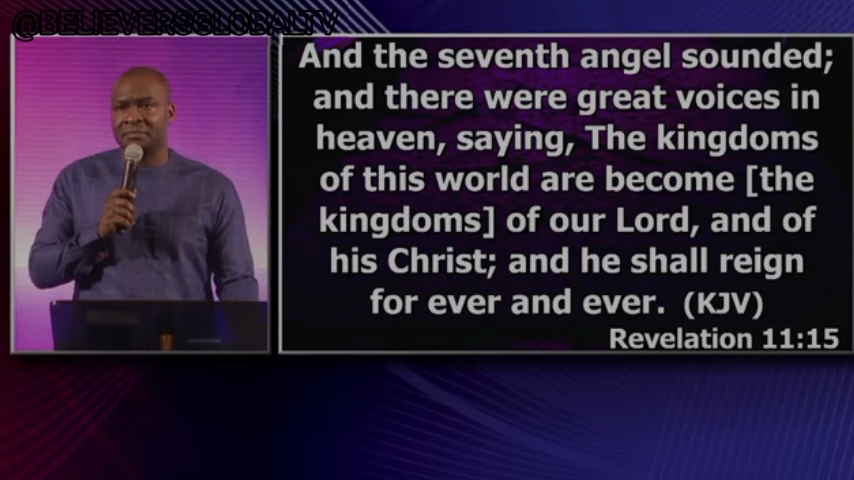 @BELIEVERSGLOBALTV
And the seventh angel sounded;
and there were great voices in
heaven, saying, The kingdoms
of this world are become [the
kingdoms] of our Lord, and of
his Christ; and he shall reign
for ever and ever. (KJV)
Revelation 11:15